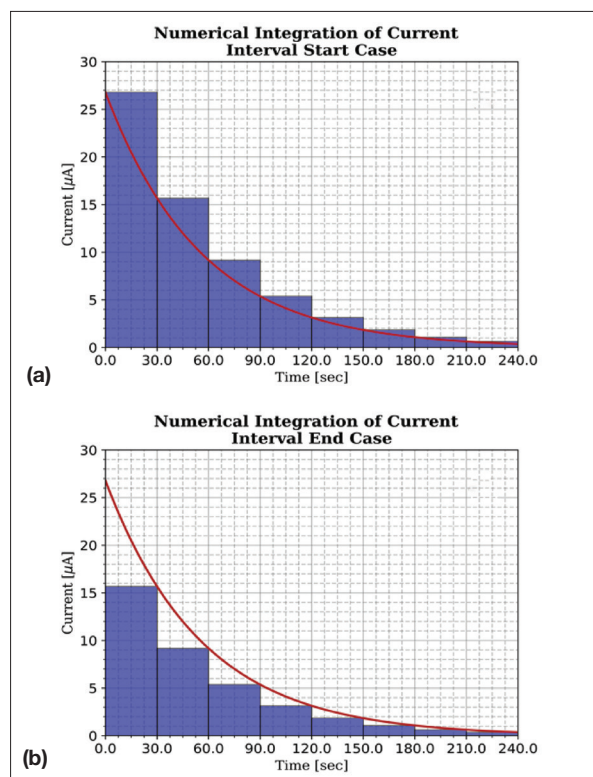 Numerical Integration of Current
Interval Start Case
30
25
20
15
10
5
0
Current [μA]
0.0 30.0 60.0 90.0 120.0 150.0 180.0 210.0 240.0
Time [sec]
(a)
Numerical Integration of Current
Interval End Case
30
25
20
15
10
5
0
Current [μA]
0.0 30.0 60.0 90.0 120.0 150.0 180.0 210.0 240.0
Time [sec]
(b)